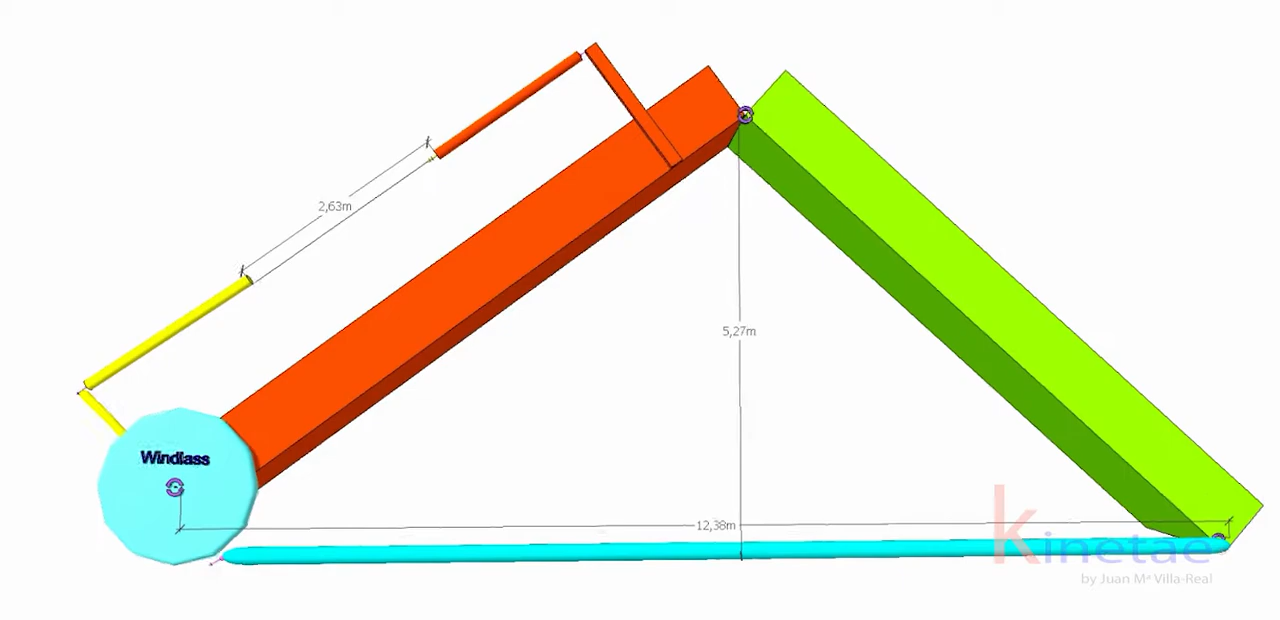 2,63m
5,27m
Windlass
12,38m
kinetae
by Juan Mª Villa-Real